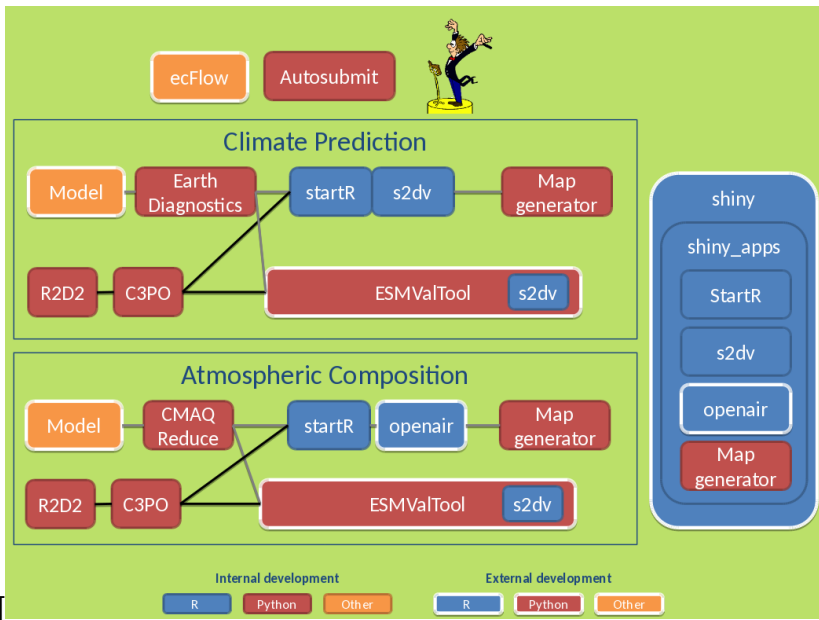 ecFlow
Autosubmit
Climate Prediction
Model
Earth
Diagnostics
startR
s2dv
Map
generator
R2D2
C3PO
ESMValTool
s2dv
Atmospheric Composition
Model
CMAQ
Reduce
startR
openair
Map
generator
R2D2
C3PO
ESMValTool
s2dv
shiny
shiny_apps
StartR
s2dv
openair
Map
generator
Internal development
R
Python
Other
External development
R
Python
Other